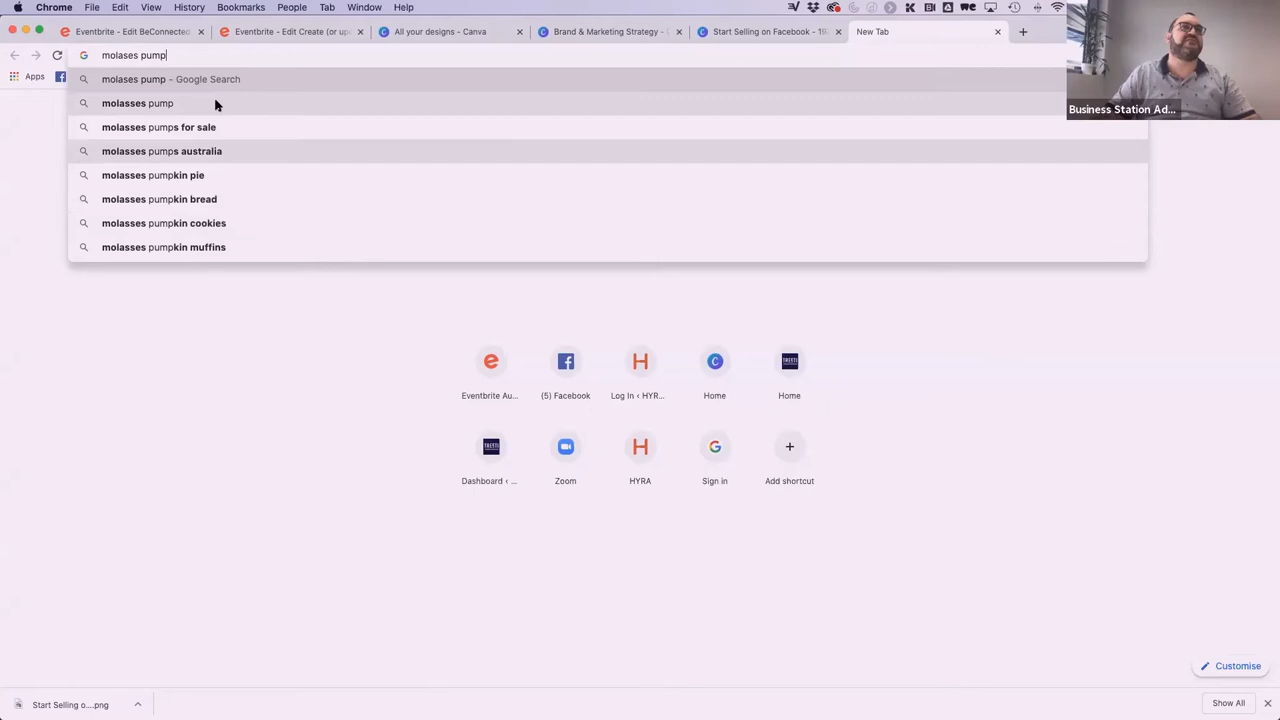 Chrome File Edit View History Bookmarks People Tab Window Help
Eventbrite - Edit BeConnected
Eventbrite - Edit Create (or up
All your designs - Canva
Brand & Marketing Strategy -
Start Selling on Facebook - 19
New Tab
molases pump
Apps
molases pump - Google Search
molasses pump
molasses pumps for sale
molasses pumps australia
molasses pumpkin pie
molasses pumpkin bread
molasses pumpkin cookies
molasses pumpkin muffins
Business Station Ad...
Eventbrite Au...
(5) Facebook
Log In ‹ HYR...
Home
Home
Dashboard ‹ ...
Zoom
HYRA
Sign in
Add shortcut
Customise
Start Selling o....png
Show All